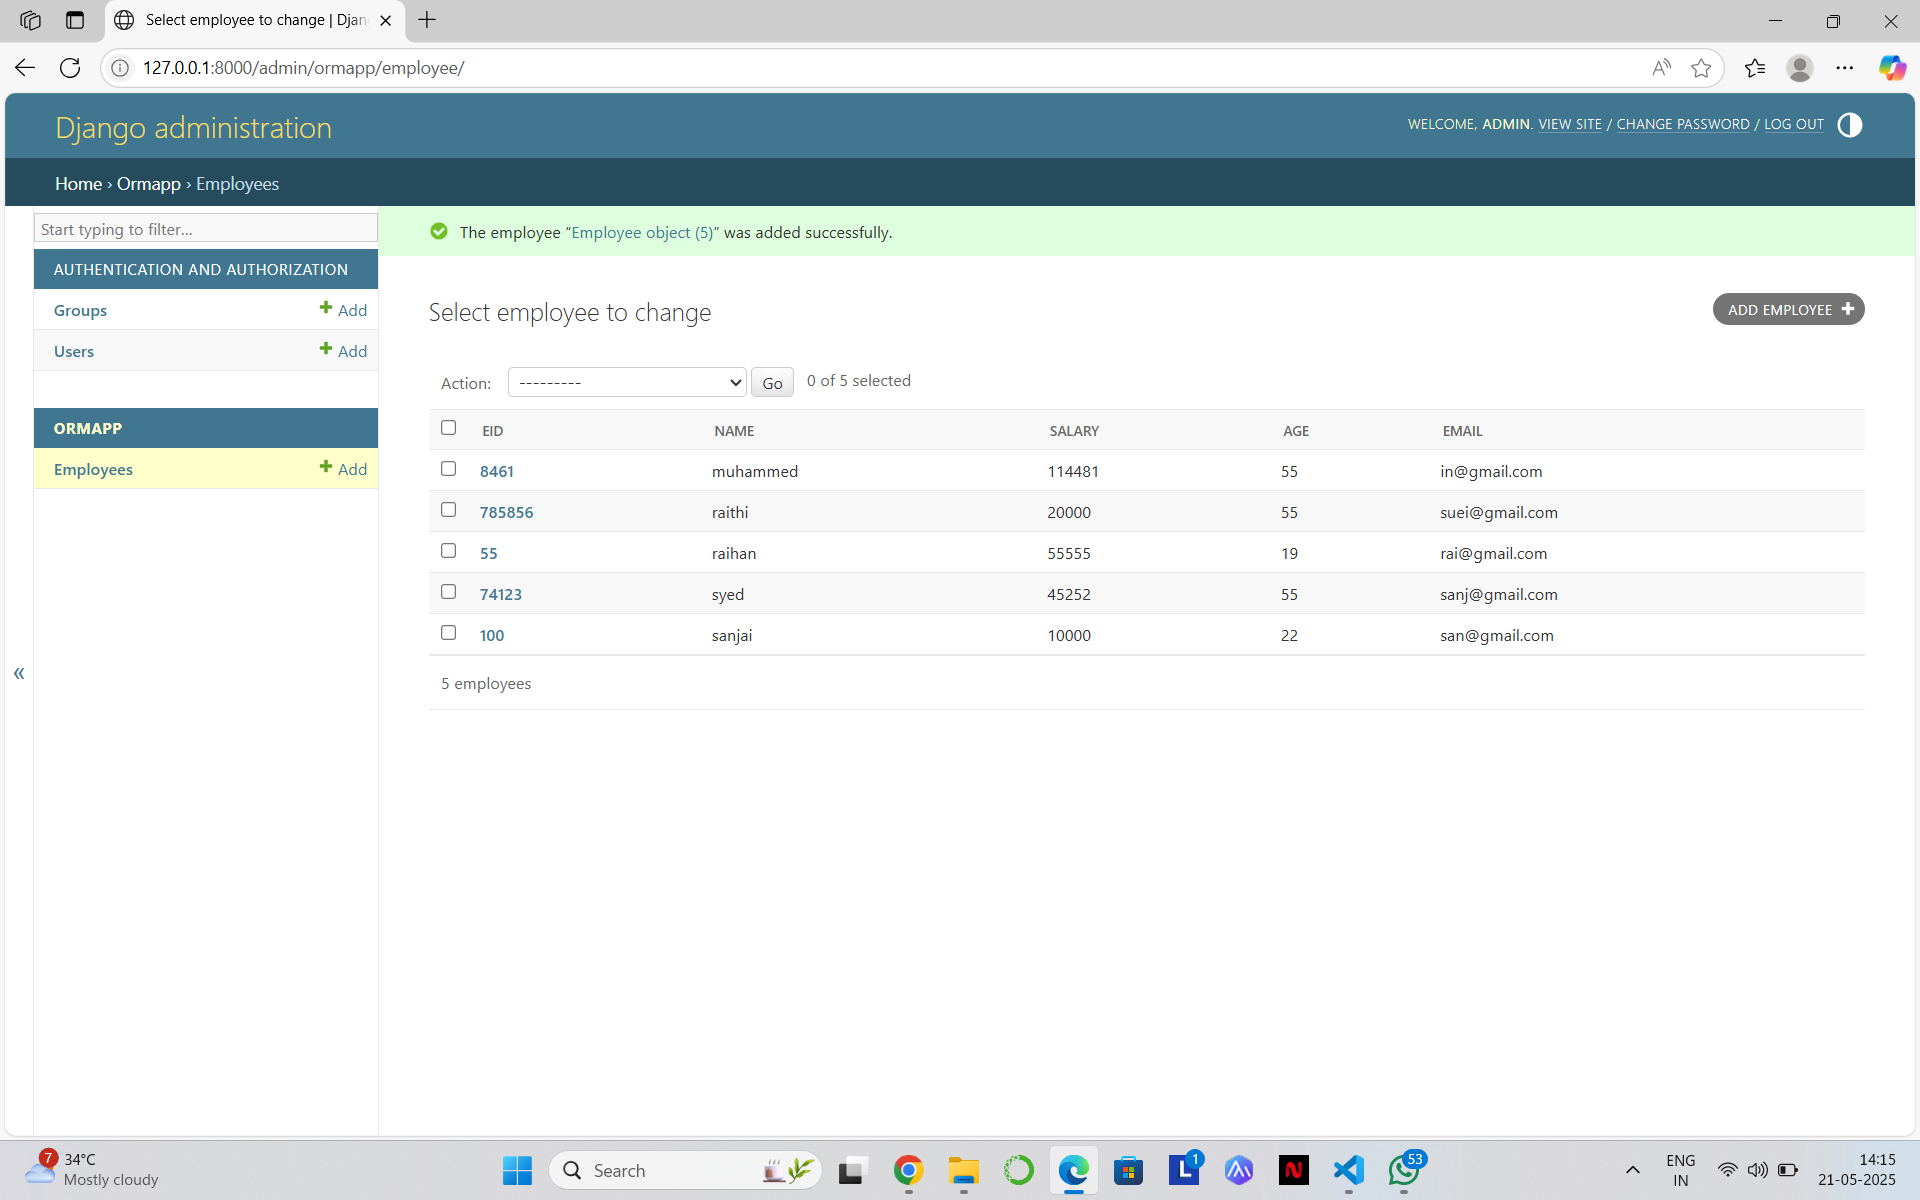 Select employee to change | Djan
127.0.0.1:8000/admin/ormapp/employee/
Django administration
WELCOME, ADMIN. VIEW SITE / CHANGE PASSWORD / LOG OUT
Home › Ormapp › Employees
Start typing to filter...
The employee “Employee object (5)” was added successfully.
AUTHENTICATION AND AUTHORIZATION
Groups Add
Users Add
ORMAPP
Employees Add
Select employee to change
ADD EMPLOYEE
Action: --------- Go 0 of 5 selected
EID NAME SALARY AGE EMAIL
8461 muhammed 114481 55 in@gmail.com
785856 raithi 20000 55 suei@gmail.com
55 raihan 55555 19 rai@gmail.com
74123 syed 45252 55 sanj@gmail.com
100 sanjai 10000 22 san@gmail.com
5 employees
«
7 34°C
Mostly cloudy
Search
L 1
N
53
ENG
IN
14:15
21-05-2025